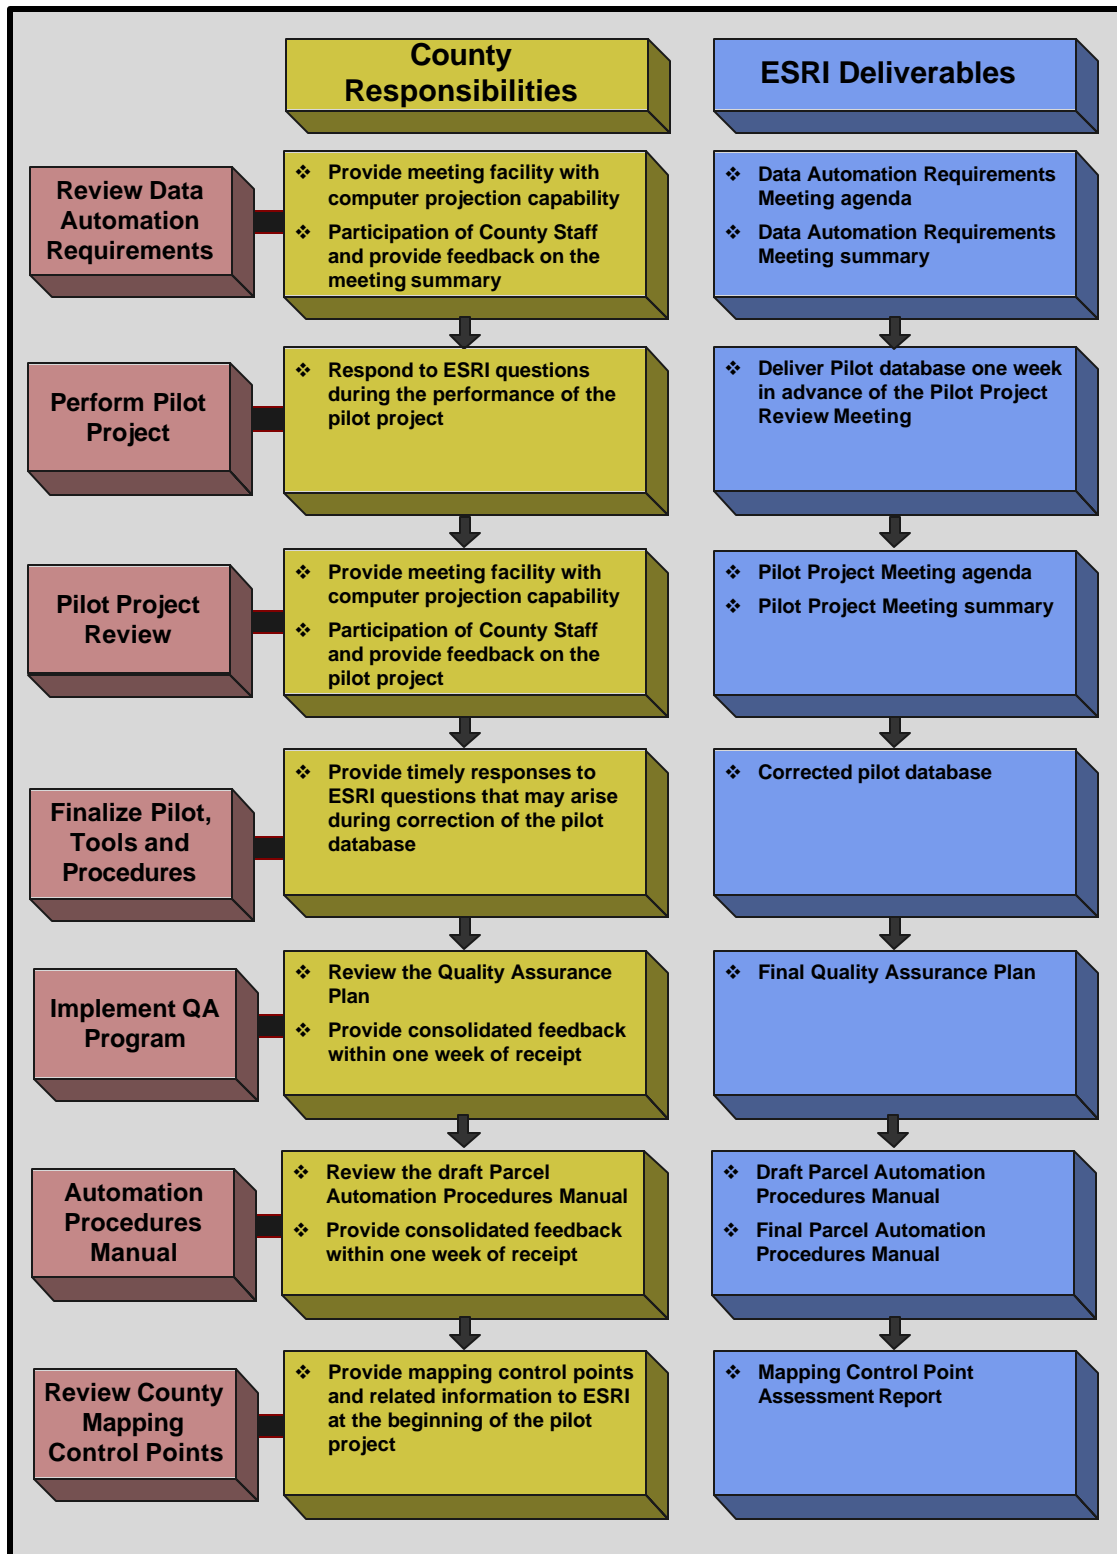 County
Responsibilities
ESRI Deliverables
Review Data
Automation
Requirements
❖ Provide meeting facility with
computer projection capability
❖ Participation of County Staff
and provide feedback on the
meeting summary
❖ Data Automation Requirements
Meeting agenda
❖ Data Automation Requirements
Meeting summary
Perform Pilot
Project
❖ Respond to ESRI questions
during the performance of the
pilot project
❖ Deliver Pilot database one week
in advance of the Pilot Project
Review Meeting
Pilot Project
Review
❖ Provide meeting facility with
computer projection capability
❖ Participation of County Staff
and provide feedback on the
pilot project
❖ Pilot Project Meeting agenda
❖ Pilot Project Meeting summary
Finalize Pilot,
Tools and
Procedures
❖ Provide timely responses to
ESRI questions that may arise
during correction of the pilot
database
❖ Corrected pilot database
Implement QA
Program
❖ Review the Quality Assurance
Plan
❖ Provide consolidated feedback
within one week of receipt
❖ Final Quality Assurance Plan
Automation
Procedures
Manual
❖ Review the draft Parcel
Automation Procedures Manual
❖ Provide consolidated feedback
within one week of receipt
❖ Draft Parcel Automation
Procedures Manual
❖ Final Parcel Automation
Procedures Manual
Review County
Mapping
Control Points
❖ Provide mapping control points
and related information to ESRI
at the beginning of the pilot
project
❖ Mapping Control Point
Assessment Report